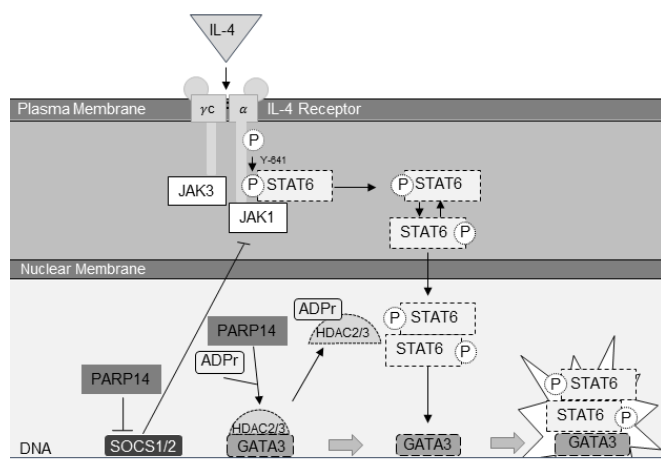 IL-4
Plasma Membrane
γc
α
IL-4 Receptor
P
Y-641
P
STAT6
P
STAT6
JAK3
JAK1
STAT6
P
Nuclear Membrane
ADPr
HDAC2/3
P
STAT6
STAT6
P
PARP14
ADPr
PARP14
P
STAT6
STAT6
P
DNA
SOCS1/2
HDAC2/3
GATA3
GATA3
GATA3